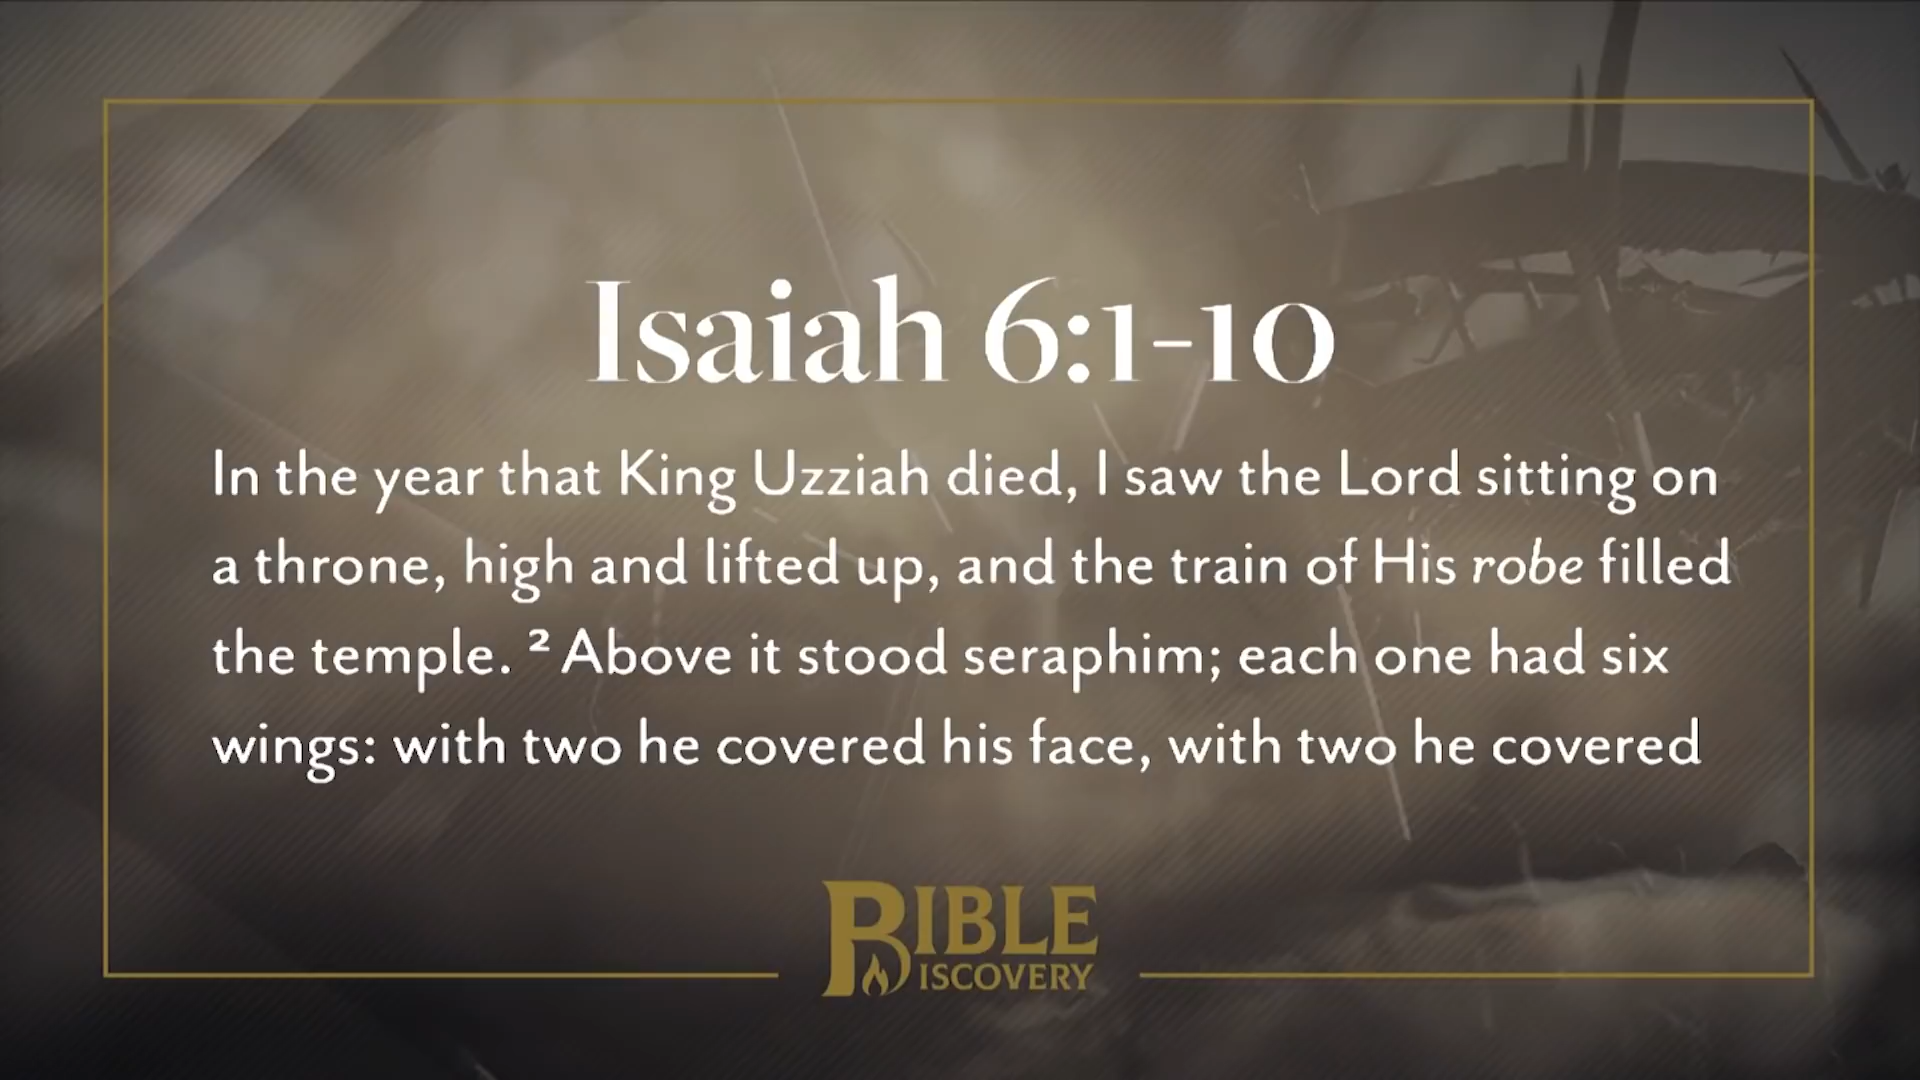 Isaiah 6:1-10
In the year that King Uzziah died, I saw the Lord sitting on
a throne, high and lifted up, and the train of His robe filled
the temple. ² Above it stood seraphim; each one had six
wings: with two he covered his face, with two he covered
BIBLE
DISCOVERY